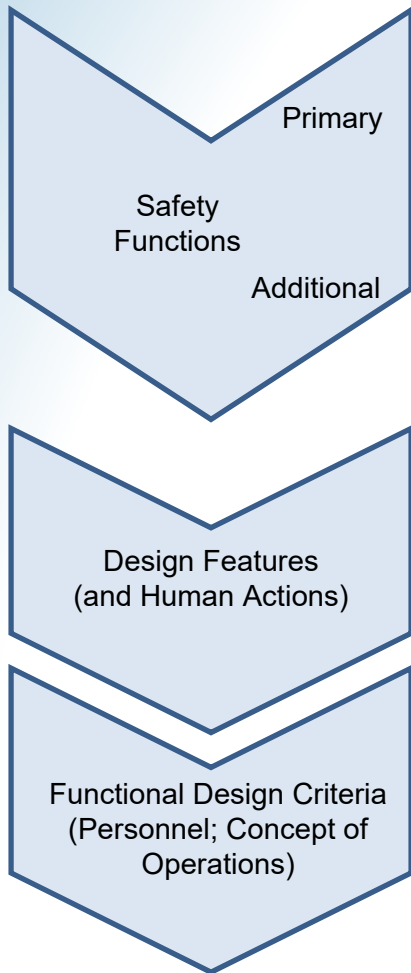 Primary
Safety
Functions
Additional
Design Features
(and Human Actions)
Functional Design Criteria
(Personnel; Concept of
Operations)